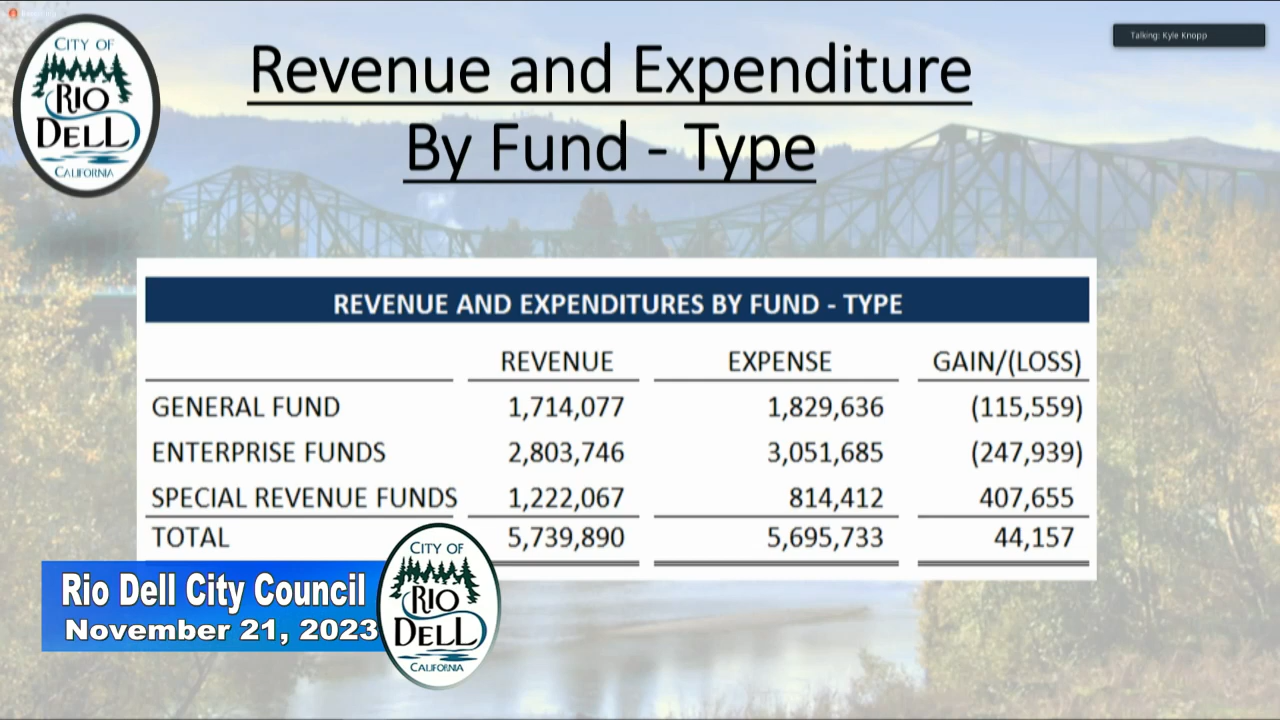 Talking: Kyle Knopp
CITY OF
RIO
DELL
CALIFORNIA
Revenue and Expenditure
By Fund - Type
REVENUE AND EXPENDITURES BY FUND - TYPE
REVENUE EXPENSE GAIN/(LOSS)
GENERAL FUND 1,714,077 1,829,636 (115,559)
ENTERPRISE FUNDS 2,803,746 3,051,685 (247,939)
SPECIAL REVENUE FUNDS 1,222,067 814,412 407,655
TOTAL 5,739,890 5,695,733 44,157
Rio Dell City Council
November 21, 2023
CITY OF
RIO
DELL
CALIFORNIA